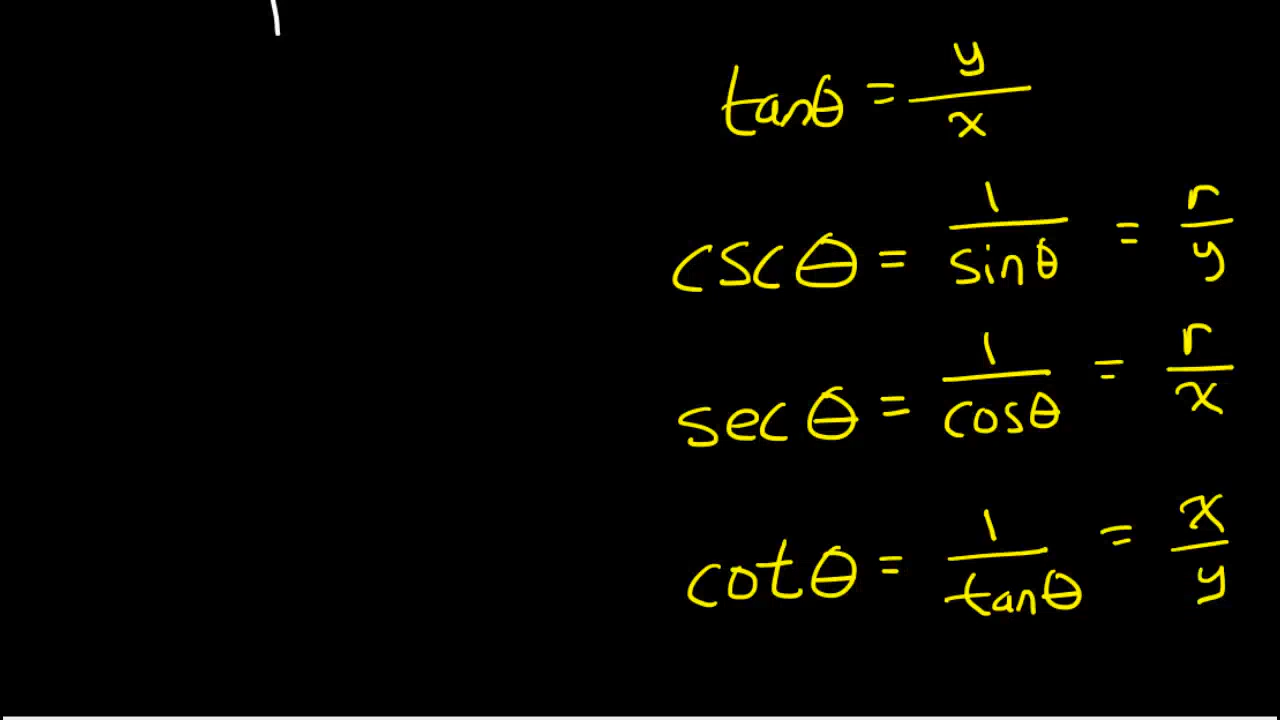 tanθ = y/x
cscθ = 1/sinθ = r/y
secθ = 1/cosθ = r/x
cotθ = 1/tanθ = x/y